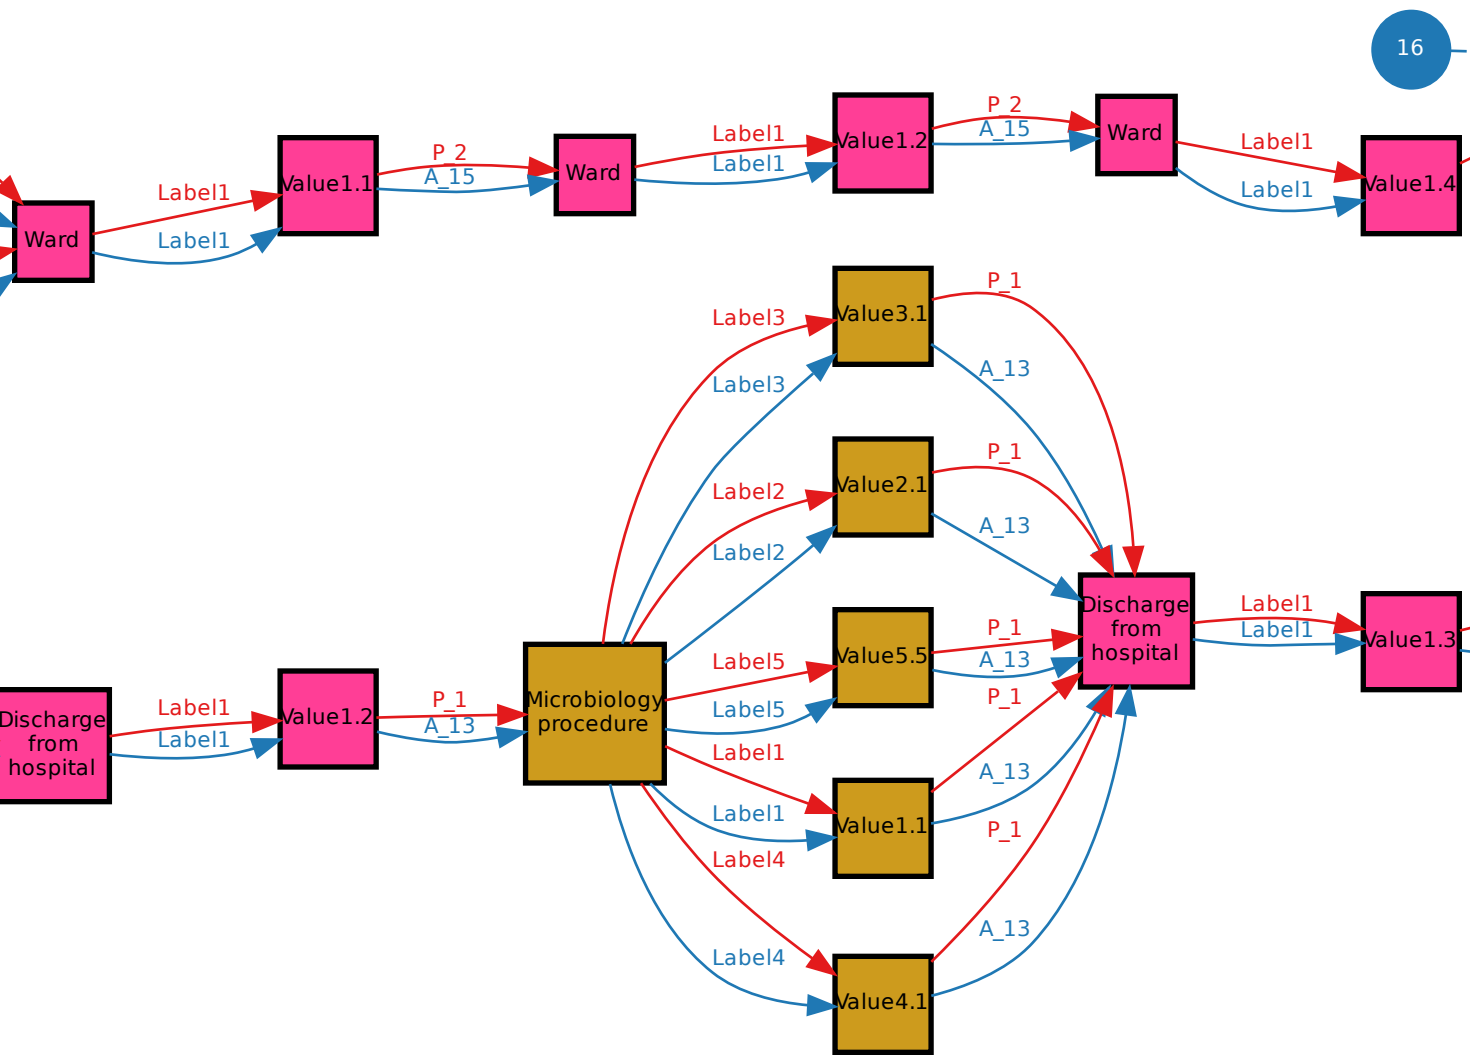 16
P_2
A_15
Label1
Label1
Value1.2
P_2
A_15
Ward
Label1
Label1
Value1.4
Ward
Label1
Label1
Value1.1
Ward
Label3
Label3
Value3.1
P_1
A_13
Label2
Label2
Value2.1
P_1
A_13
Discharge
from
hospital
Label1
Label1
Value1.3
Label5
Label5
Value5.5
P_1
A_13
Discharge
from
hospital
Label1
Label1
Value1.2
P_1
A_13
Microbiology
procedure
Label1
Label1
Value1.1
P_1
A_13
Label4
Label4
Value4.1
P_1
A_13